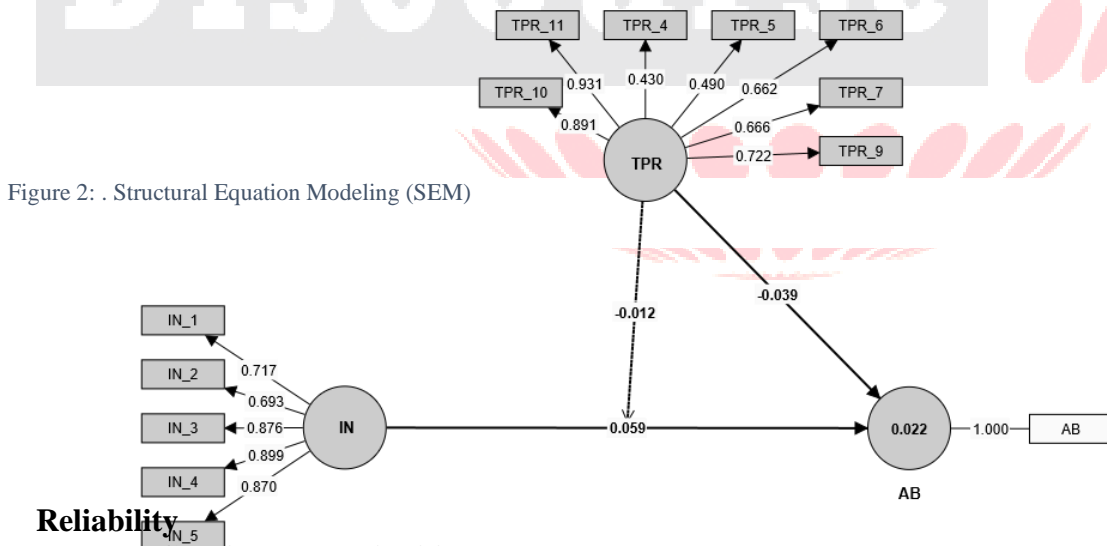 DISCOURSE
TPR_11
TPR_4
TPR_5
TPR_6
TPR_10
TPR_7
TPR_9
0.931
0.430
0.490
0.662
0.891
0.666
0.722
TPR
Figure 2: . Structural Equation Modeling (SEM)
-0.012
-0.039
IN_1
IN_2
IN_3
IN_4
IN_5
0.717
0.693
0.876
0.899
0.870
IN
0.059
0.022
1.000
AB
AB
Reliability